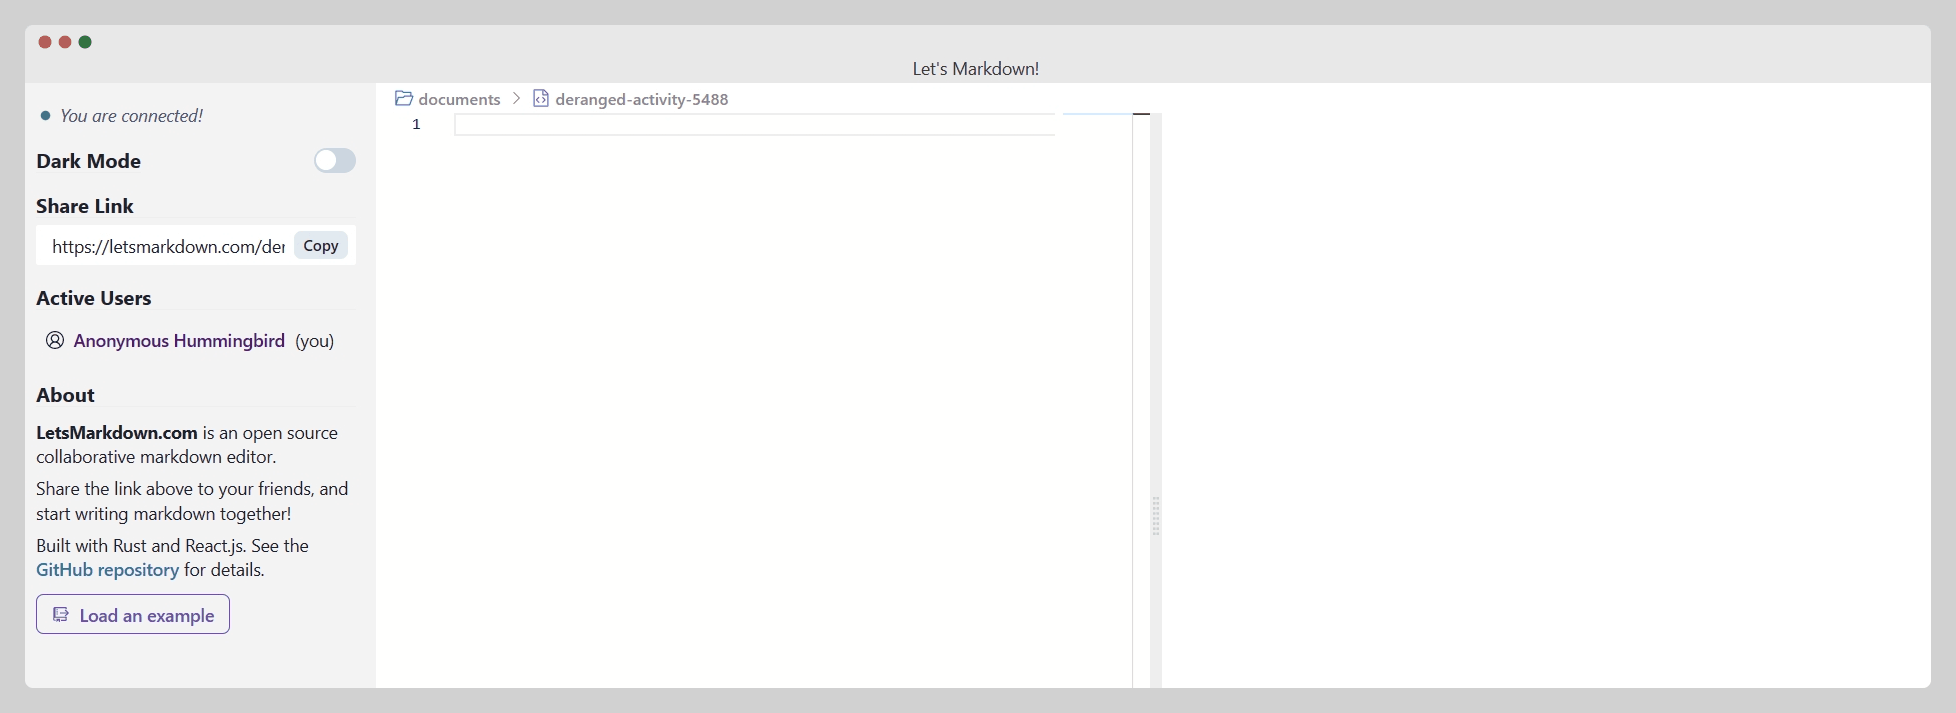 Let's Markdown!
You are connected!
Dark Mode
Share Link
https://letsmarkdown.com/der
Copy
Active Users
Anonymous Hummingbird (you)
About
LetsMarkdown.com is an open source
collaborative markdown editor.
Share the link above to your friends, and
start writing markdown together!
Built with Rust and React.js. See the
GitHub repository for details.
Load an example
documents > deranged-activity-5488
1